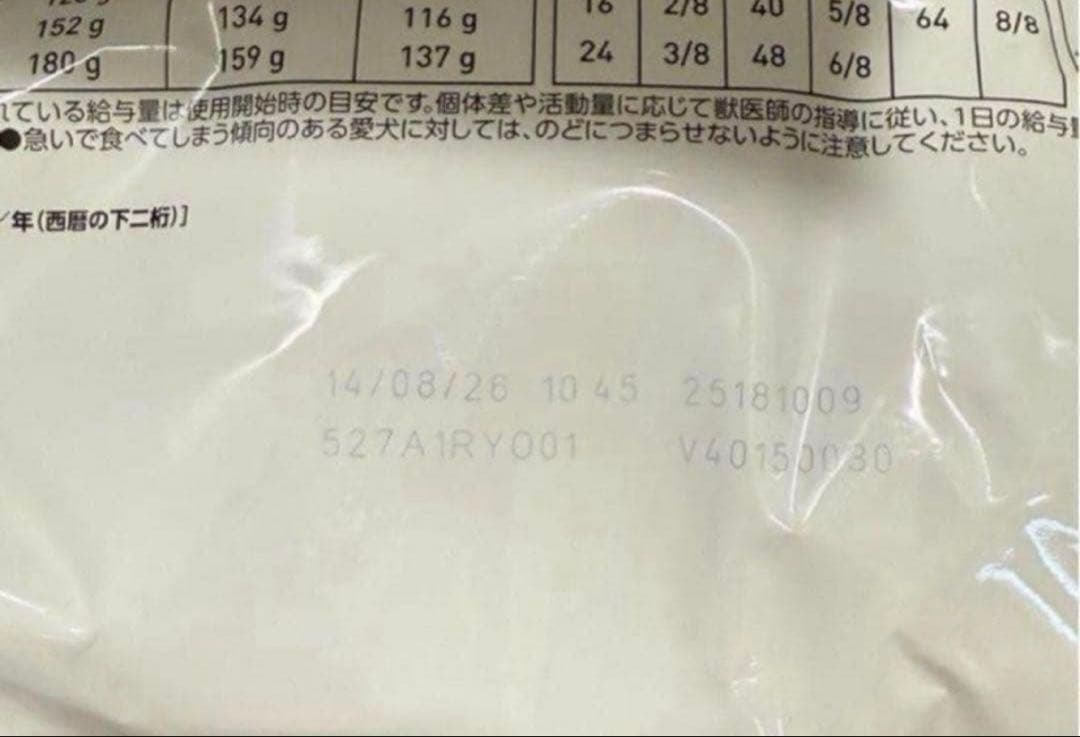 152 g 134 g 116 g 16 2/8 40 5/8 64 8/8
180 g 159 g 137 g 24 3/8 48 6/8
れている給与量は使用開始時の目安です。個体差や活動量に応じて獣医師の指導に従い、1日の給与量
●急いで食べてしまう傾向のある愛犬に対しては、のどにつまらせないように注意してください。
/年(西暦の下二桁)]
14/08/26 10 45 25181009
527A1RY001 V40150030